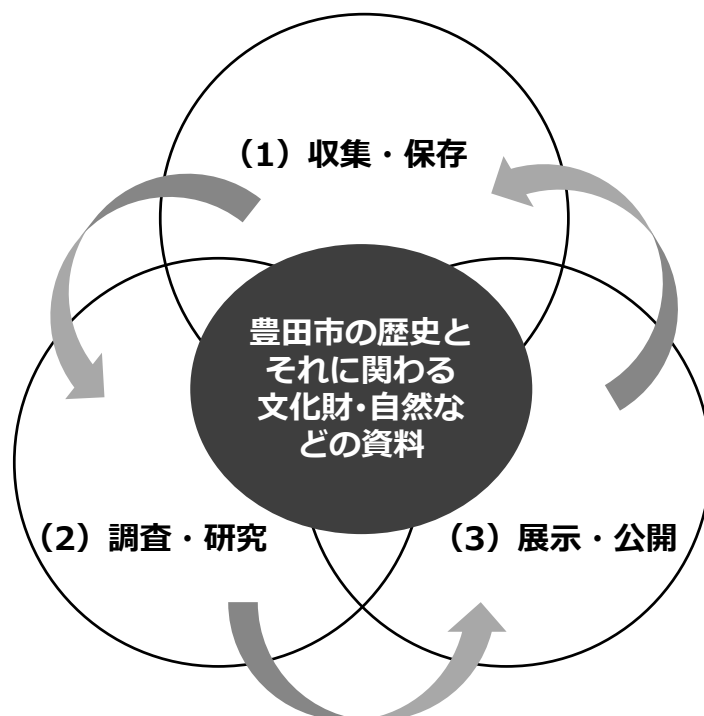 （1）収集・保存
豊田市の歴史と
それに関わる
文化財・自然な
どの資料
（2）調査・研究
（3）展示・公開